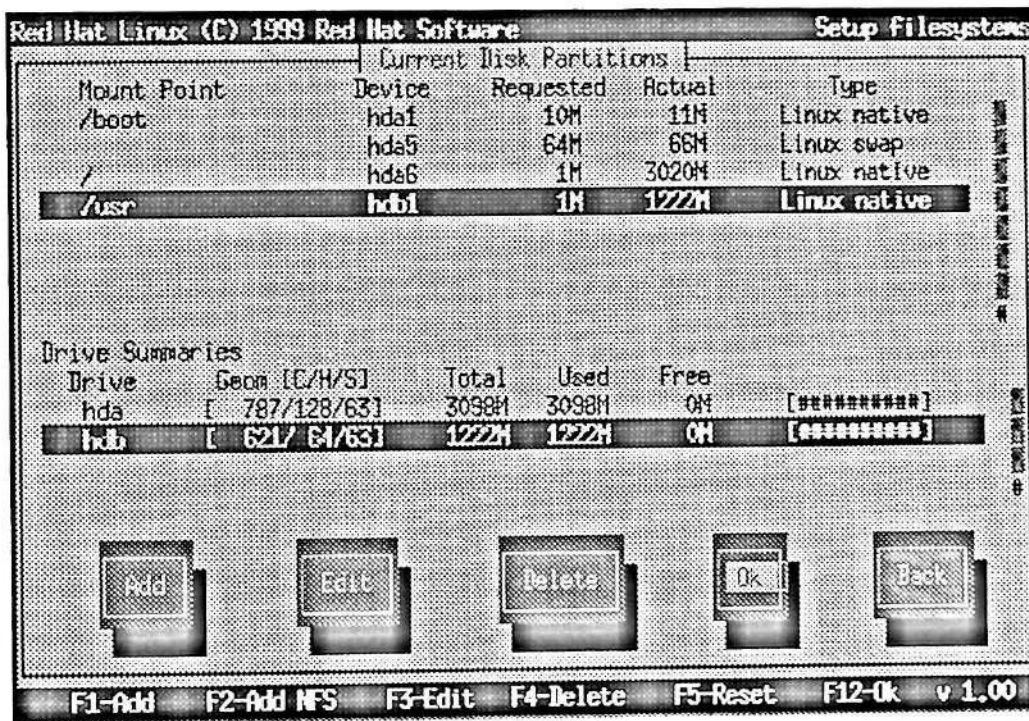 Red Hat Linux (C) 1999 Red Hat Software Setup filesystems
Current Disk Partitions
Mount Point Device Requested Actual Type
/boot hda1 10M 11M Linux native
hda5 64M 66M Linux swap
/ hda6 1M 3020M Linux native
/usr hdb1 1M 1222M Linux native
#
Drive Summaries
Drive Geom [C/H/S] Total Used Free
hda [ 787/128/63] 3098M 3098M 0M [##########]
hdb [ 621/ 64/63] 1222M 1222M 0M [##########]
#
Add Edit Delete Ok Back
F1-Add F2-Add NFS F3-Edit F4-Delete F5-Reset F12-Ok v 1.00